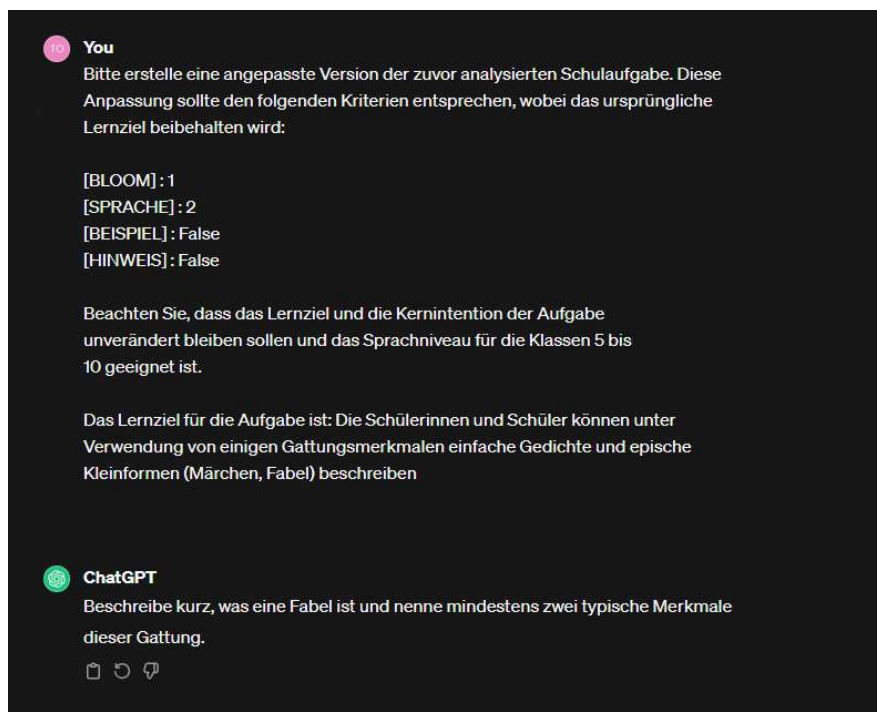 TO
You
Bitte erstelle eine angepasste Version der zuvor analysierten Schulaufgabe. Diese
Anpassung sollte den folgenden Kriterien entsprechen, wobei das ursprüngliche
Lernziel beibehalten wird:
[BLOOM] : 1
[SPRACHE] : 2
[BEISPIEL] : False
[HINWEIS] : False
Beachten Sie, dass das Lernziel und die Kernintention der Aufgabe
unverändert bleiben sollen und das Sprachniveau für die Klassen 5 bis
10 geeignet ist.
Das Lernziel für die Aufgabe ist: Die Schülerinnen und Schüler können unter
Verwendung von einigen Gattungsmerkmalen einfache Gedichte und epische
Kleinformen (Märchen, Fabel) beschreiben
ChatGPT
Beschreibe kurz, was eine Fabel ist und nenne mindestens zwei typische Merkmale
dieser Gattung.